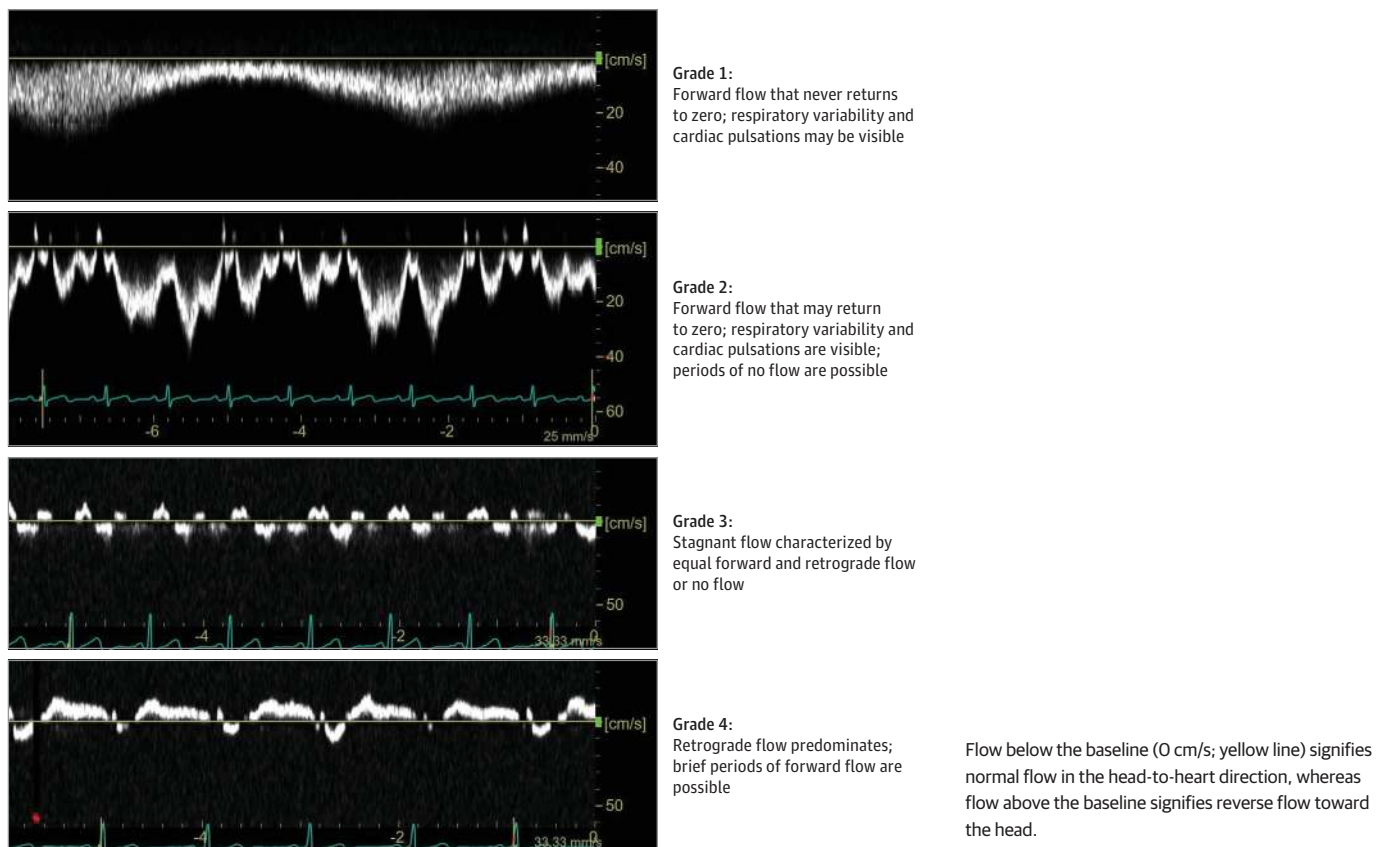 [cm/s]
-20
-40
Grade 1:
Forward flow that never returns
to zero; respiratory variability and
cardiac pulsations may be visible
[cm/s]
-20
-40
-60
-6
-4
-2
0
25 mm/s
Grade 2:
Forward flow that may return
to zero; respiratory variability and
cardiac pulsations are visible;
periods of no flow are possible
[cm/s]
-50
-4
-2
0
33.33 mm/s
Grade 3:
Stagnant flow characterized by
equal forward and retrograde flow
or no flow
[cm/s]
-50
-4
-2
0
33.33 mm/s
Grade 4:
Retrograde flow predominates;
brief periods of forward flow are
possible
Flow below the baseline (0 cm/s; yellow line) signifies
normal flow in the head-to-heart direction, whereas
flow above the baseline signifies reverse flow toward
the head.